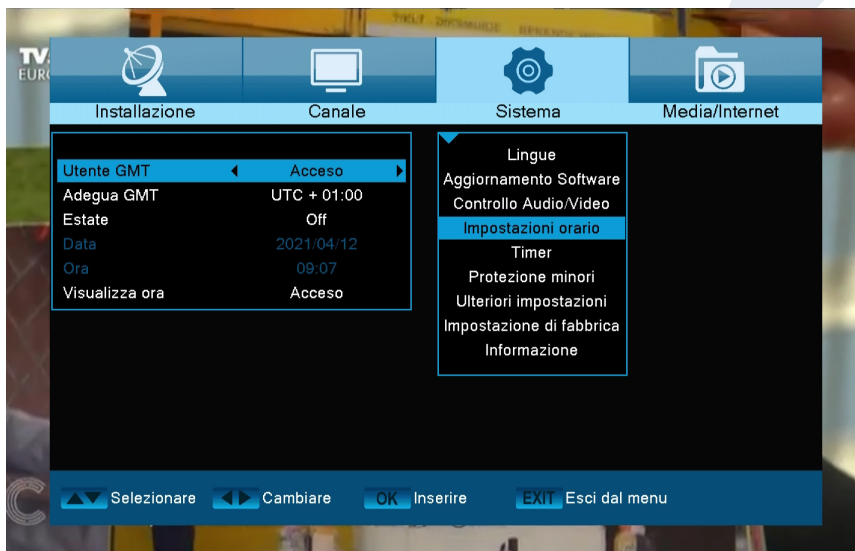 TV
EUR
Installazione Canale Sistema Media/Internet
Utente GMT Acceso
Adegua GMT UTC + 01:00
Estate Off
Data 2021/04/12
Ora 09:07
Visualizza ora Acceso
Lingue
Aggiornamento Software
Controllo Audio/Video
Impostazioni orario
Timer
Protezione minori
Ulteriori impostazioni
Impostazione di fabbrica
Informazione
Selezionare Cambiare OK Inserire EXIT Esci dal menu